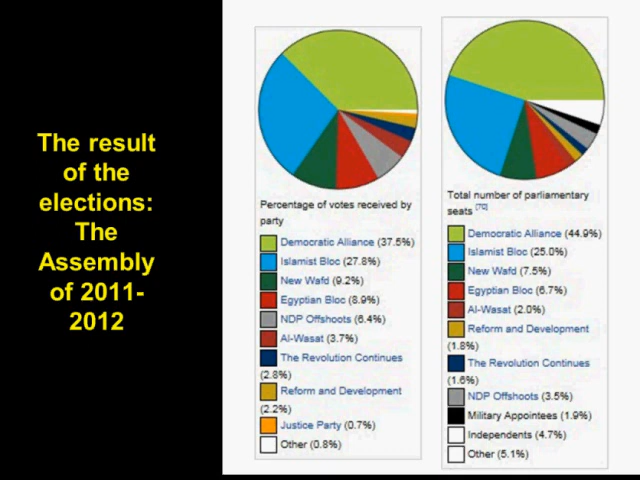 The result
of the
elections:
The
Assembly
of 2011-
2012
Percentage of votes received by
party
Democratic Alliance (37.5%)
Islamist Bloc (27.8%)
New Wafd (9.2%)
Egyptian Bloc (8.9%)
NDP Offshoots (6.4%)
Al-Wasat (3.7%)
The Revolution Continues
(2.8%)
Reform and Development
(2.2%)
Justice Party (0.7%)
Other (0.8%)
Total number of parliamentary
seats [70]
Democratic Alliance (44.9%)
Islamist Bloc (25.0%)
New Wafd (7.5%)
Egyptian Bloc (6.7%)
Al-Wasat (2.0%)
Reform and Development
(1.8%)
The Revolution Continues
(1.6%)
NDP Offshoots (3.5%)
Military Appointees (1.9%)
Independents (4.7%)
Other (5.1%)